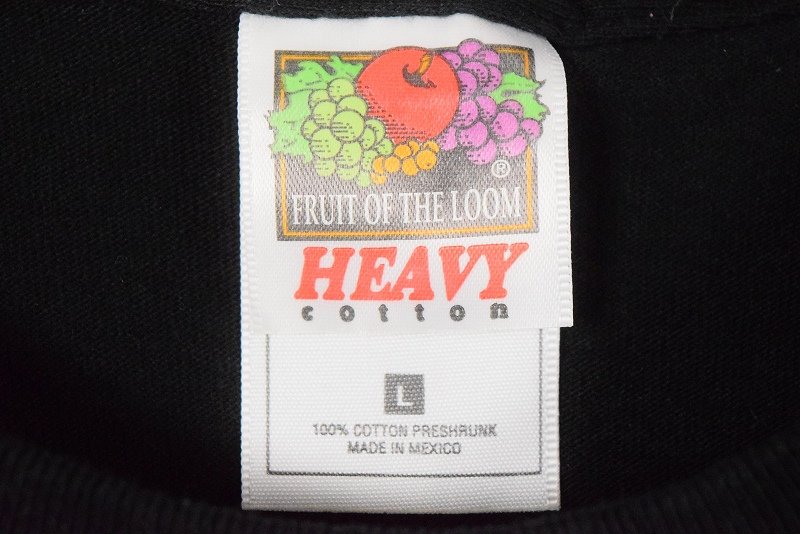 ®
FRUIT OF THE LOOM
HEAVY
cotton
L
100% COTTON PRESHRUNK
MADE IN MEXICO